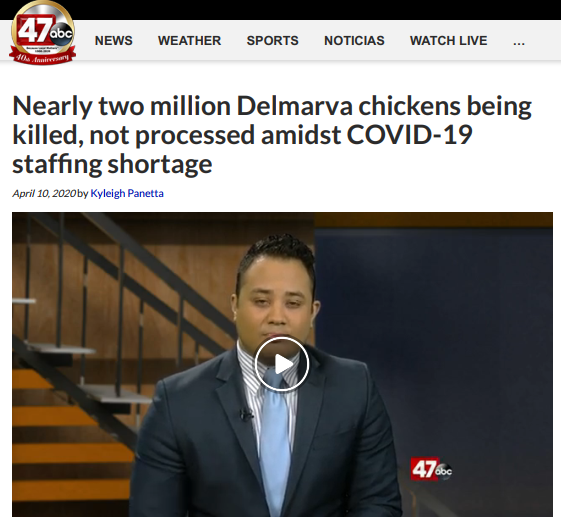 47abc
40th Anniversary
NEWS WEATHER SPORTS NOTICIAS WATCH LIVE ...
Nearly two million Delmarva chickens being
killed, not processed amidst COVID-19
staffing shortage
April 10, 2020 by Kyleigh Panetta
47abc